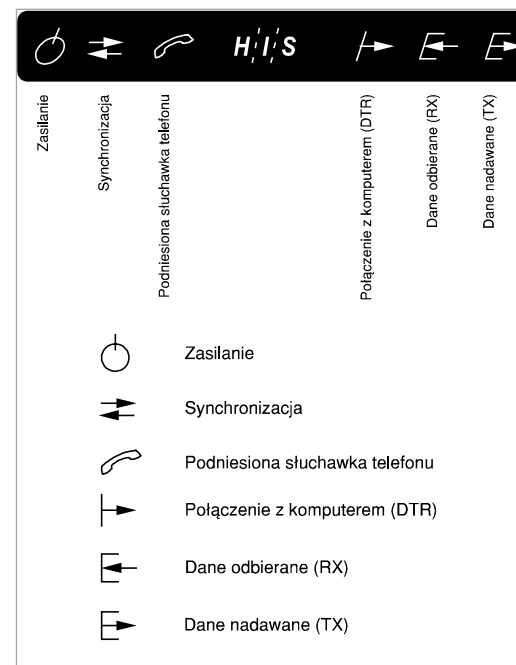 H¦I¦S
Zasilanie
Synchronizacja
Podniesiona słuchawka telefonu
Połączenie z komputerem (DTR)
Dane odbierane (RX)
Dane nadawane (TX)
Zasilanie
Synchronizacja
Podniesiona słuchawka telefonu
Połączenie z komputerem (DTR)
Dane odbierane (RX)
Dane nadawane (TX)